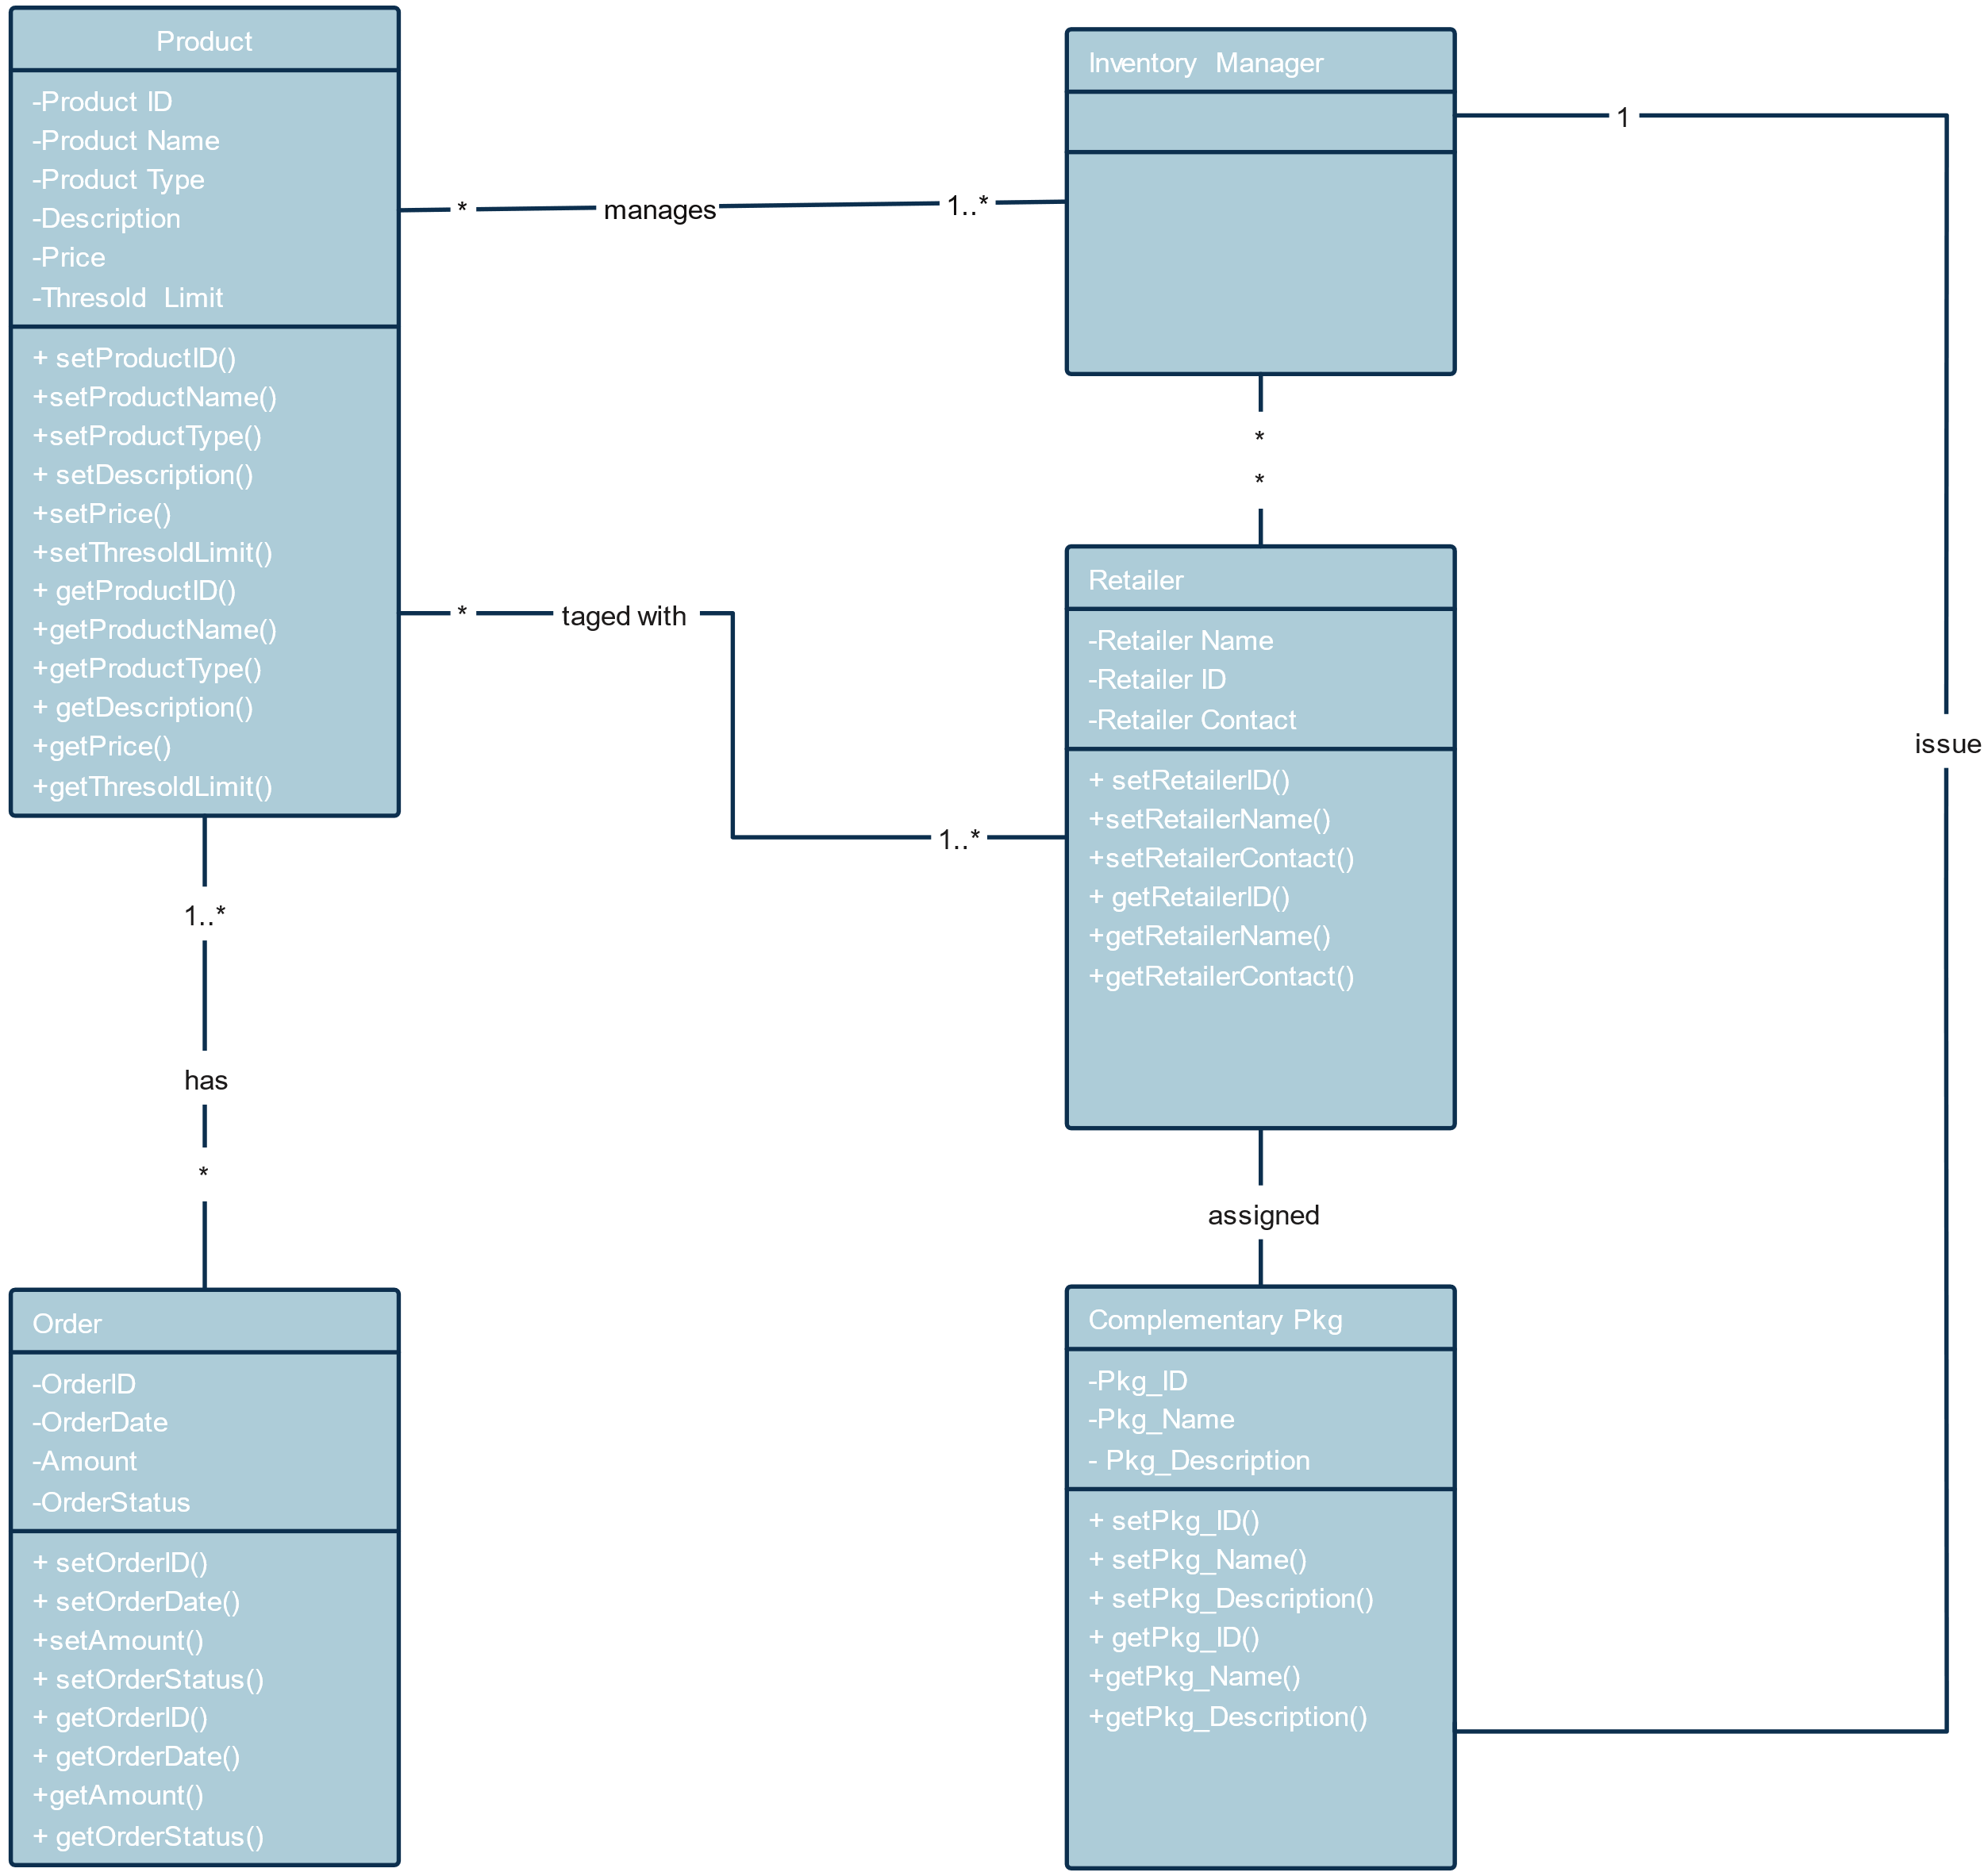 Product
-Product ID
-Product Name
-Product Type
-Description
-Price
-Thresold  Limit
+ setProductID()
+setProductName()
+setProductType()
+ setDescription()
+setPrice()
+setThresoldLimit()
+ getProductID()
+getProductName()
+getProductType()
+ getDescription()
+getPrice()
+getThresoldLimit()
* manages 1..*
Inventory  Manager
1
*
*
* taged with
1..*
Retailer
-Retailer Name
-Retailer ID
-Retailer Contact
+ setRetailerID()
+setRetailerName()
+setRetailerContact()
+ getRetailerID()
+getRetailerName()
+getRetailerContact()
issue
1..*
has
*
assigned
Order
-OrderID
-OrderDate
-Amount
-OrderStatus
+ setOrderID()
+ setOrderDate()
+setAmount()
+ setOrderStatus()
+ getOrderID()
+ getOrderDate()
+getAmount()
+ getOrderStatus()
Complementary Pkg
-Pkg_ID
-Pkg_Name
- Pkg_Description
+ setPkg_ID()
+ setPkg_Name()
+ setPkg_Description()
+ getPkg_ID()
+getPkg_Name()
+getPkg_Description()